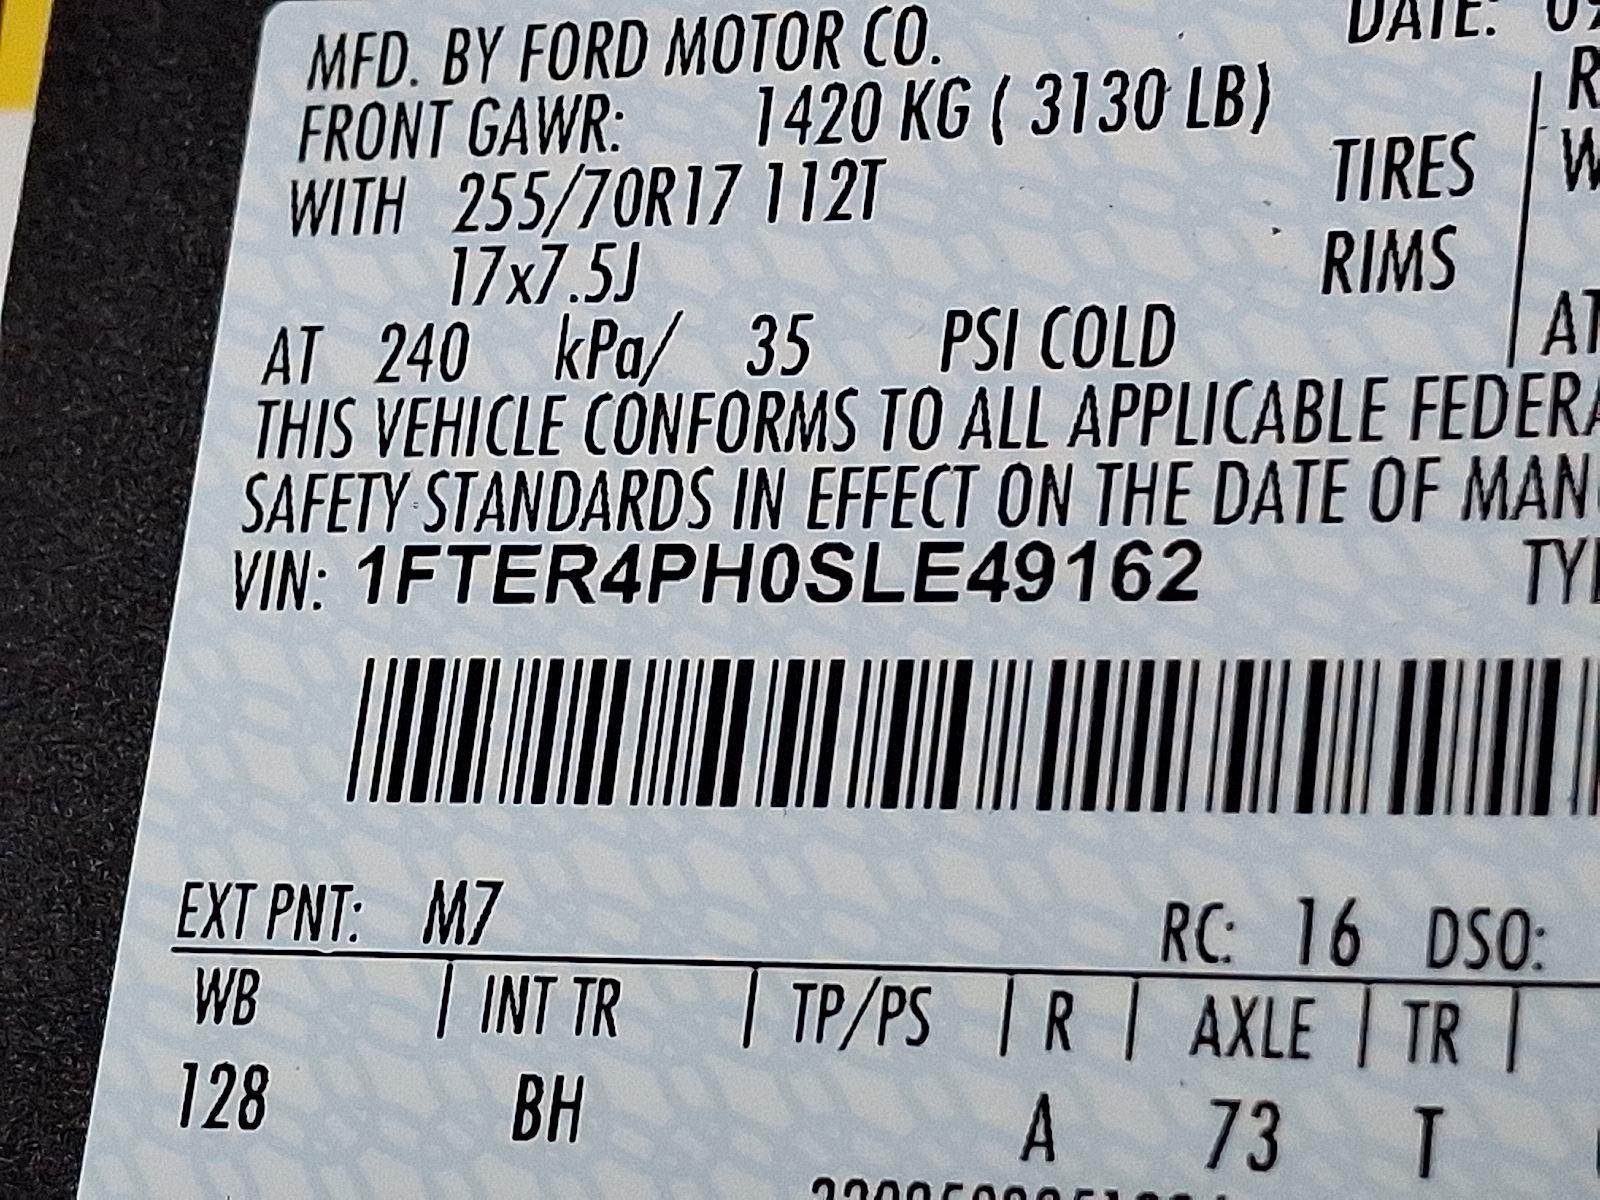 MFD. BY FORD MOTOR CO.
DATE:
FRONT GAWR: 1420 KG ( 3130 LB)
WITH 255/70R17 112T TIRES
17x7.5J RIMS
AT 240 kPa/ 35 PSI COLD
THIS VEHICLE CONFORMS TO ALL APPLICABLE
SAFETY STANDARDS IN EFFECT ON THE DATE OF
VIN: 1FTER4PH0SLE49162
EXT PNT: M7 RC: 16 DSO:
WB | INT TR | TP/PS | R | AXLE | TR |
128 BH A 73 T